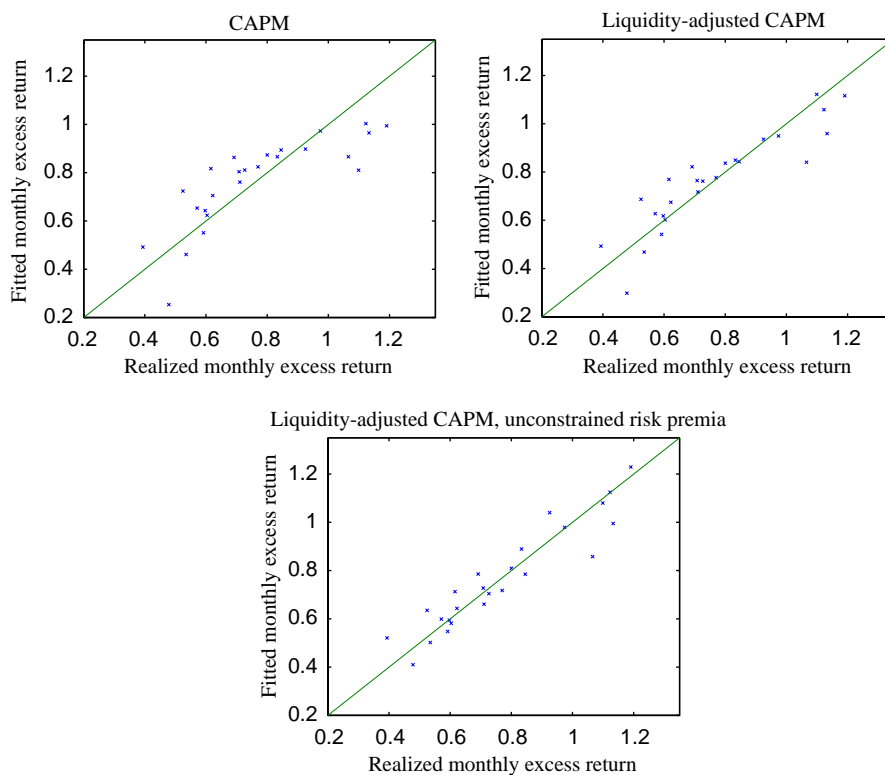 CAPM
1.2
1
0.8
0.6
0.4
0.2
Fitted monthly excess return
0.2 0.4 0.6 0.8 1 1.2
Realized monthly excess return
Liquidity-adjusted CAPM
1.2
1
0.8
0.6
0.4
0.2
Fitted monthly excess return
0.2 0.4 0.6 0.8 1 1.2
Realized monthly excess return
Liquidity-adjusted CAPM, unconstrained risk premia
1.2
1
0.8
0.6
0.4
0.2
Fitted monthly excess return
0.2 0.4 0.6 0.8 1 1.2
Realized monthly excess return